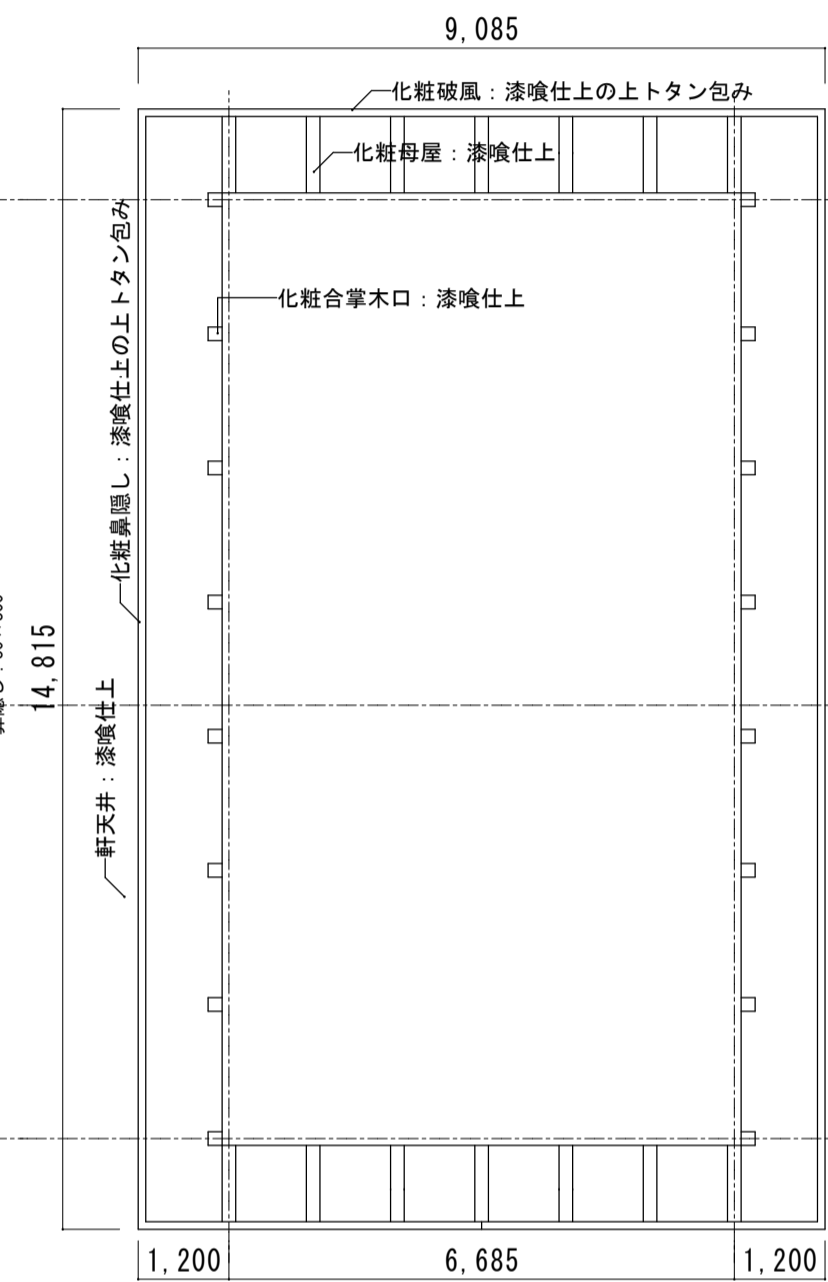 9,085
化粧破風：漆喰仕上の上トタン包み
化粧母屋：漆喰仕上
化粧鼻隠し：漆喰仕上の上トタン包み
化粧合掌木口：漆喰仕上
14,815
軒天井：漆喰仕上
1,200
6,685
1,200